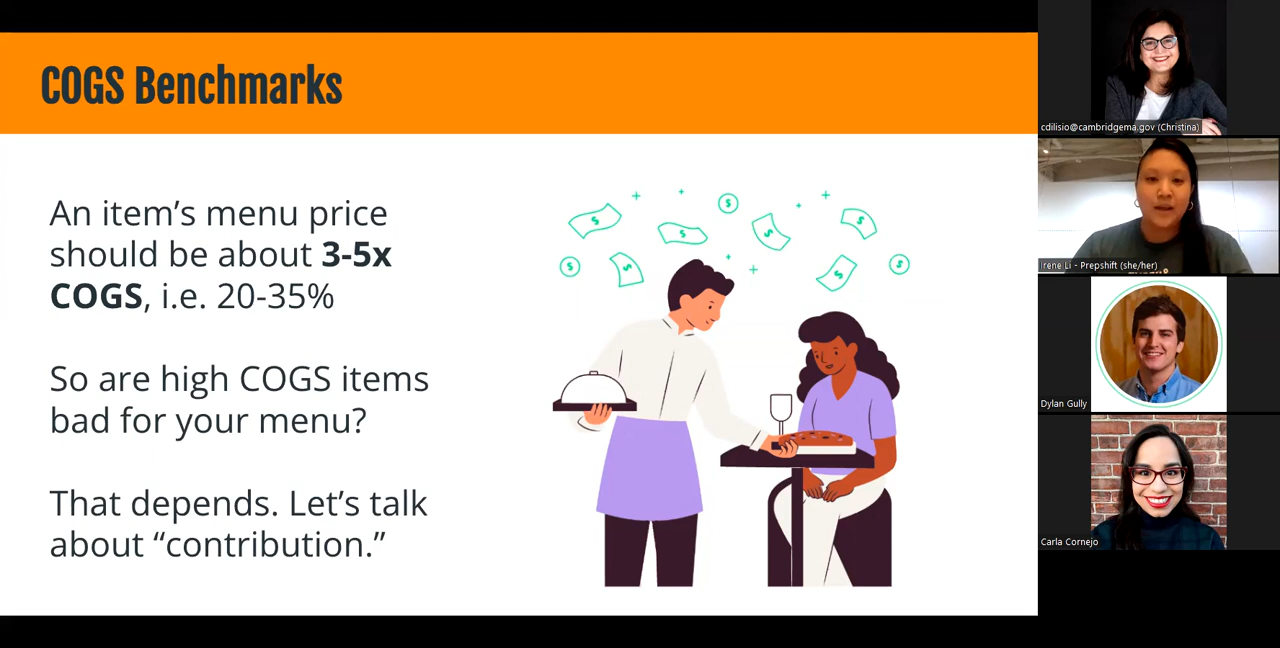 COGS Benchmarks
An item’s menu price
should be about 3-5x
COGS, i.e. 20-35%
So are high COGS items
bad for your menu?
That depends. Let’s talk
about “contribution.”
$ $ $ $ $ $ $ $ $
cdilisio@cambridgema.gov (Christina)
Irene Li - Prepshift (she/her)
Dylan Gully
Carla Cornejo